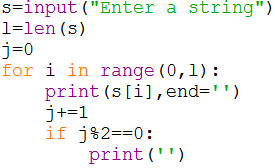 s=input("Enter a string")
l=len(s)
j=0
for i in range(0,l):
    print(s[i],end='')
    j+=1
    if j%2==0:
        print('')